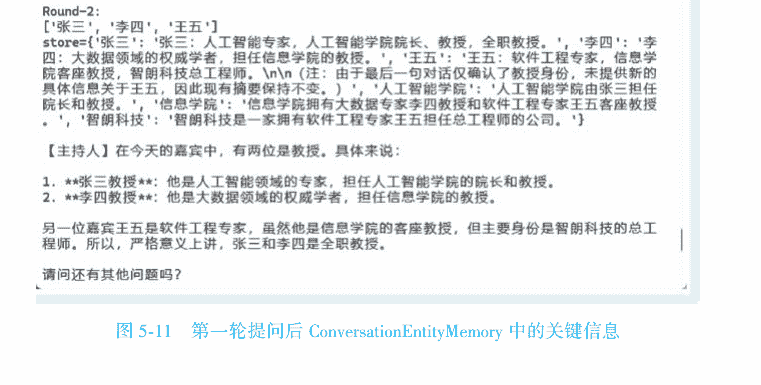 Round-2:
['张三', '李四', '王五']
store={'张三': '张三：人工智能专家，人工智能学院院长、教授，全职教授。', '李四': '李
四：大数据领域的权威学者，担任信息学院的教授。', '王五': '王五：软件工程专家，信息学
院客座教授，智朗科技总工程师。\n\n（注：由于最后一句对话仅确认了教授身份，未提供新的
具体信息关于王五，因此现有摘要保持不变。）', '人工智能学院': '人工智能学院由张三担任
院长和教授。', '信息学院': '信息学院拥有大数据专家李四教授和软件工程专家王五客座教授
。', '智朗科技': '智朗科技是一家拥有软件工程专家王五担任总工程师的公司。'}
【主持人】在今天的嘉宾中，有两位是教授。具体来说：
1. **张三教授**：他是人工智能领域的专家，担任人工智能学院的院长和教授。
2. **李四教授**：他是大数据领域的权威学者，担任信息学院的教授。
另一位嘉宾王五是软件工程专家，虽然他是信息学院的客座教授，但主要身份是智朗科技的总工
程师。所以，严格意义上讲，张三和李四是全职教授。
请问还有其他问题吗？
图 5-11 第一轮提问后 ConversationEntityMemory 中的关键信息